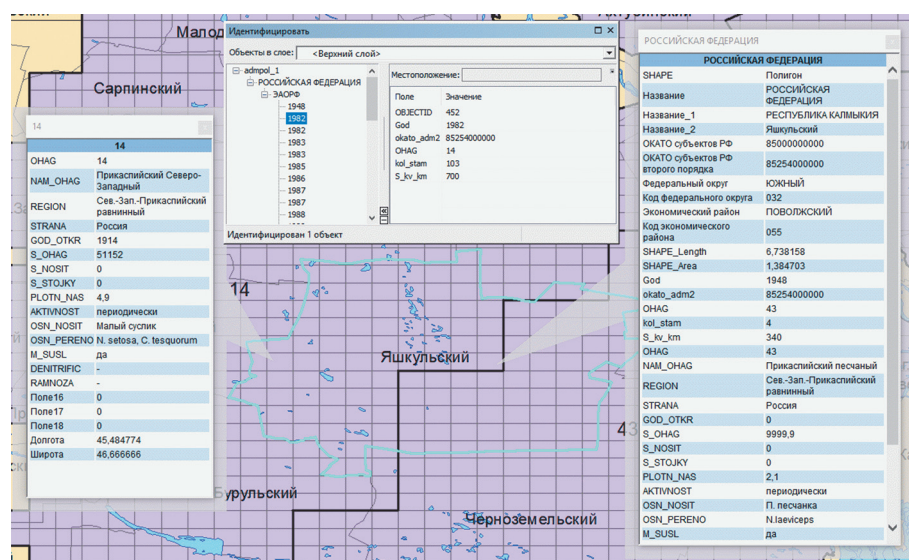 Малод
Сарпинский
14
Яшкульский
43
Черноземельский
Идентифицировать
Объекты в слое: <Верхний слой>
admpol_1
РОССИЙСКАЯ ФЕДЕРАЦИЯ
ЭАОРФ
1948
1982
1982
1983
1983
1985
1986
1987
1987
1988
Местоположение:
Поле Значение
OBJECTID 452
God 1982
okato_adm2 85254000000
OHAG 14
kol_stam 103
S_kv_km 700
Идентифицирован 1 объект
14
14
OHAG 14
NAM_OHAG Прикаспийский Северо-
Западный
REGION Сев.-Зап.-Прикаспийский
равнинный
STRANA Россия
GOD_OTKR 1914
S_OHAG 51152
S_NOSIT 0
S_STOJKY 0
PLOTN_NAS 4,9
AKTIVNOST периодически
OSN_NOSIT Малый суслик
OSN_PERENO N. setosa, C. tesquorum
M_SUSL да
DENITRIFIC -
RAMNOZA -
Поле16 0
Поле17 0
Поле18 0
Долгота 45,484774
Широта 46,666666
РОССИЙСКАЯ ФЕДЕРАЦИЯ
РОССИЙСКАЯ ФЕДЕРАЦИЯ
SHAPE Полигон
Название РОССИЙСКАЯ
ФЕДЕРАЦИЯ
Название_1 РЕСПУБЛИКА КАЛМЫКИЯ
Название_2 Яшкульский
ОКАТО субъектов РФ 85000000000
ОКАТО субъектов РФ
второго порядка 85254000000
Федеральный округ ЮЖНЫЙ
Код федерального округа 032
Экономический район ПОВОЛЖСКИЙ
Код экономического
района 055
SHAPE_Length 6,738158
SHAPE_Area 1,384703
God 1948
okato_adm2 85254000000
OHAG 43
kol_stam 4
S_kv_km 340
OHAG 43
NAM_OHAG Прикаспийский песчаный
REGION Сев.-Зап.-Прикаспийский
равнинный
STRANA Россия
GOD_OTKR 0
S_OHAG 9999,9
S_NOSIT 0
S_STOJKY 0
PLOTN_NAS 2,1
AKTIVNOST периодически
OSN_NOSIT П. песчанка
OSN_PERENO N.laeviceps
M_SUSL да